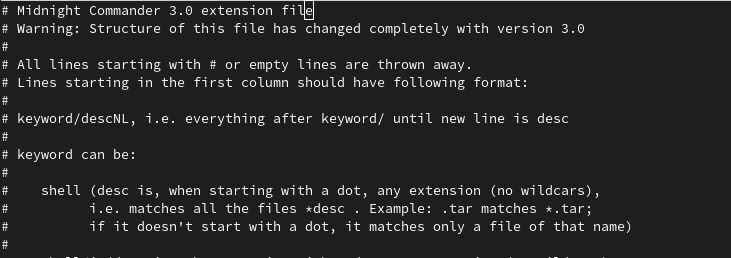 # Midnight Commander 3.0 extension file
# Warning: Structure of this file has changed completely with version 3.0
#
# All lines starting with # or empty lines are thrown away.
# Lines starting in the first column should have following format:
#
# keyword/descNL, i.e. everything after keyword/ until new line is desc
#
# keyword can be:
#
#    shell (desc is, when starting with a dot, any extension (no wildcars),
#          i.e. matches all the files *desc . Example: .tar matches *.tar;
#          if it doesn't start with a dot, it matches only a file of that name)
#